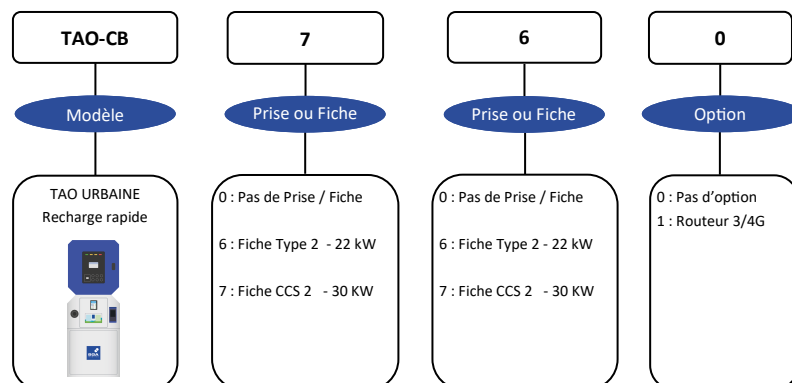 TAO-CB
7
6
0
Modèle
Prise ou Fiche
Prise ou Fiche
Option
TAO URBAINE
Recharge rapide
0 : Pas de Prise / Fiche
6 : Fiche Type 2 - 22 kW
7 : Fiche CCS 2 - 30 KW
0 : Pas de Prise / Fiche
6 : Fiche Type 2 - 22 kW
7 : Fiche CCS 2 - 30 KW
0 : Pas d'option
1 : Routeur 3/4G